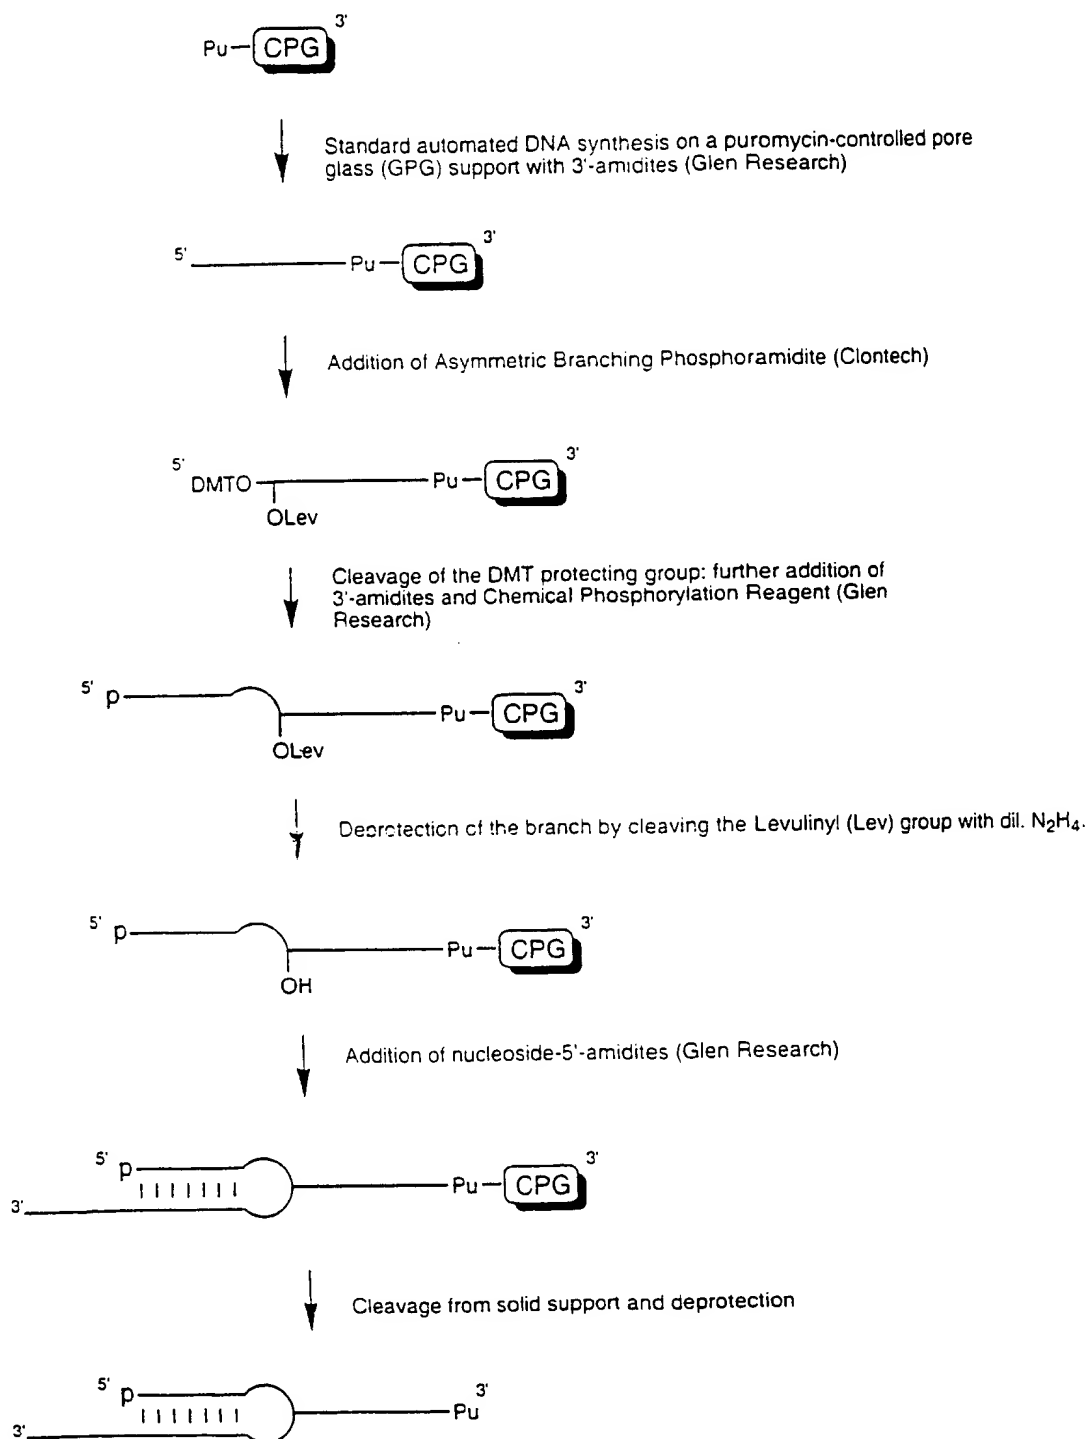 3'
Pu CPG
Standard automated DNA synthesis on a puromycin-controlled pore
glass (GPG) support with 3'-amidites (Glen Research)
3'
5' Pu CPG
Addition of Asymmetric Branching Phosphoramidite (Clontech)
3'
5'
DMTO Pu CPG
OLev
Cleavage of the DMT protecting group: further addition of
3'-amidites and Chemical Phosphorylation Reagent (Glen
Research)
5' p 3'
Pu CPG
OLev
Deprotection of the branch by cleaving the Levulinyl (Lev) group with dil. N₂H₄.
5' p 3'
Pu CPG
OH
Addition of nucleoside-5'-amidites (Glen Research)
5' p 3'
Pu CPG
3'
Cleavage from solid support and deprotection
5' p 3'
Pu
3'